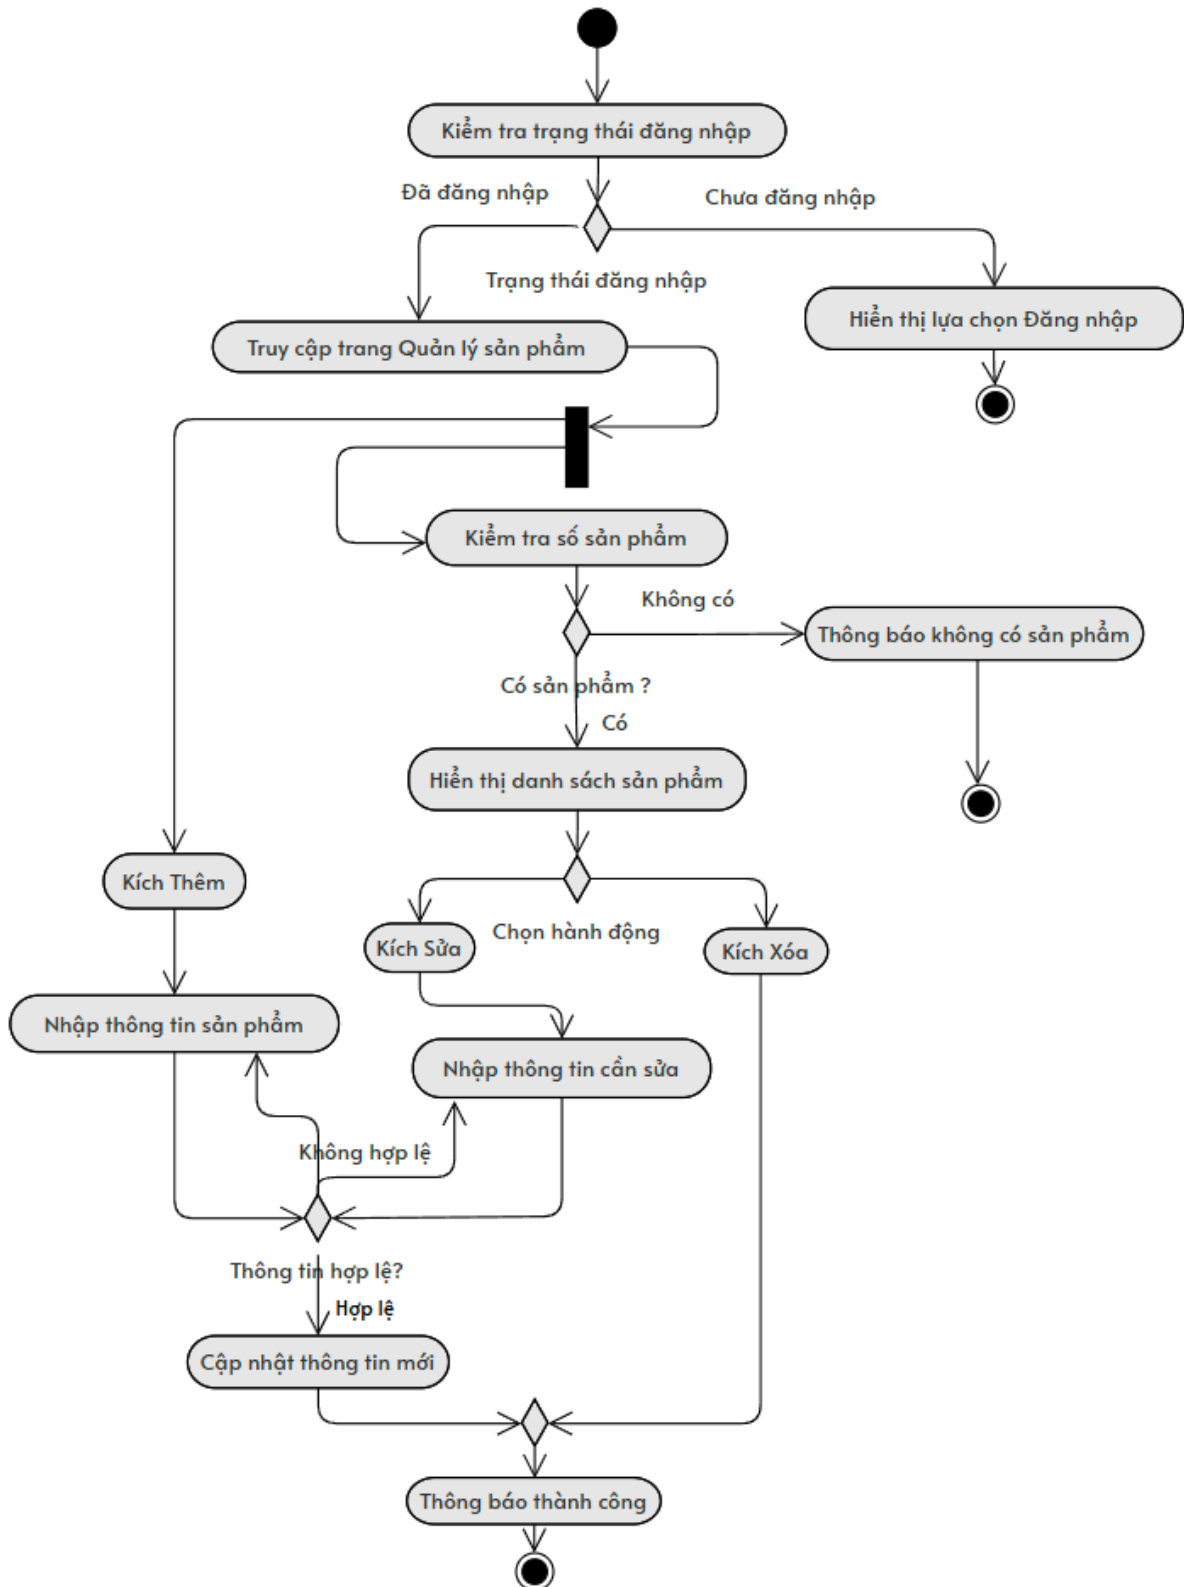 Kiểm tra trạng thái đăng nhập
Đã đăng nhập
Chưa đăng nhập
Trạng thái đăng nhập
Hiển thị lựa chọn Đăng nhập
Truy cập trang Quản lý sản phẩm
Kiểm tra số sản phẩm
Không có
Thông báo không có sản phẩm
Có sản phẩm ?
Có
Hiển thị danh sách sản phẩm
Kích Thêm
Chọn hành động
Kích Sửa
Kích Xóa
Nhập thông tin sản phẩm
Nhập thông tin cần sửa
Không hợp lệ
Thông tin hợp lệ?
Hợp lệ
Cập nhật thông tin mới
Thông báo thành công